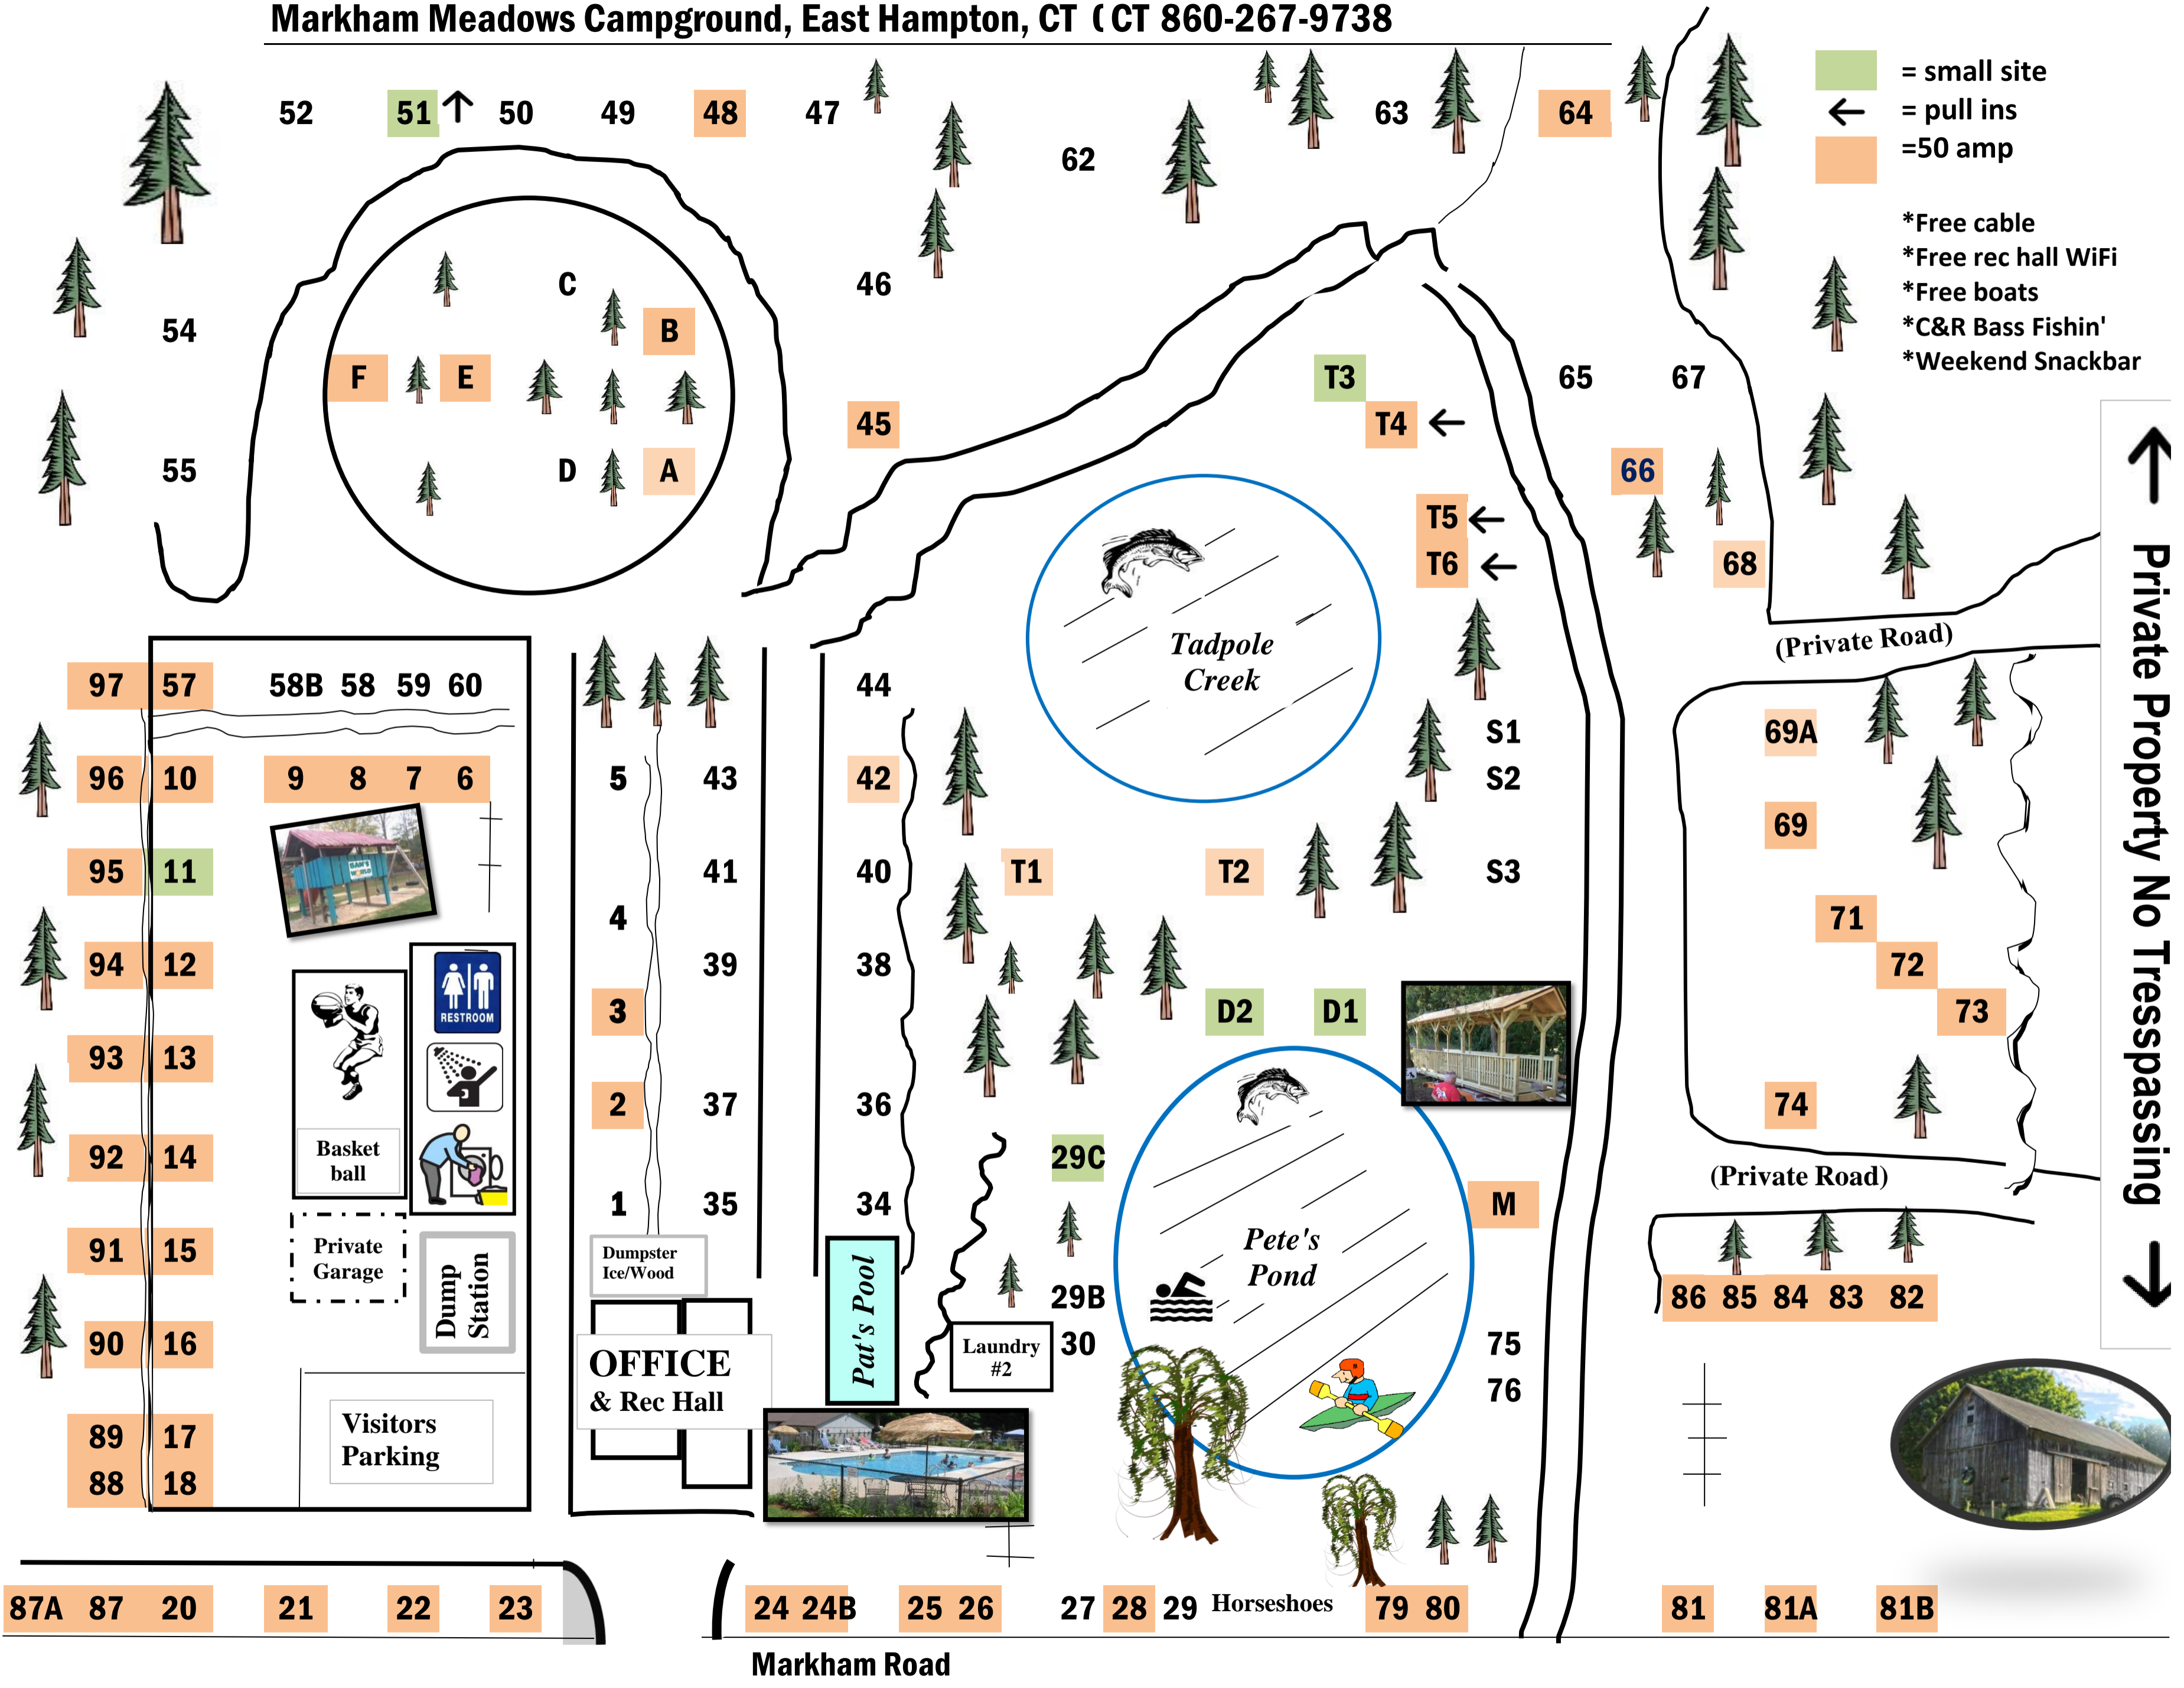 Markham Meadows Campground, East Hampton, CT ( CT 860-267-9738
= small site
= pull ins
=50 amp
*Free cable
*Free rec hall WiFi
*Free boats
*C&R Bass Fishin'
*Weekend Snackbar
52 51 50 49 48 47 63 64
62
C 46
54 B
F E T3 65 67
45 T4
55 D A 66
T5
T6 68
Tadpole
Creek
(Private Road)
Private Property No Tresspassing
97 57 58B 58 59 60 44
S1 69A
96 10 9 8 7 6 5 43 42 S2
69
95 11 41 40 T1 T2 S3
4 71
94 12 39 38 72
RESTROOM
3 D2 D1 73
93 13
2 37 36 74
Basket
ball
92 14 29C
(Private Road)
1 35 34 M
91 15
Private
Garage
Dump
Station
Dumpster
Ice/Wood
Pat's Pool
Pete's
Pond
29B 86 85 84 83 82
90 16 30 75
Laundry
#2
OFFICE
& Rec Hall
76
89 17
Visitors
Parking
88 18
87A 87 20 21 22 23 24 24B 25 26 27 28 29 Horseshoes 79 80 81 81A 81B
Markham Road